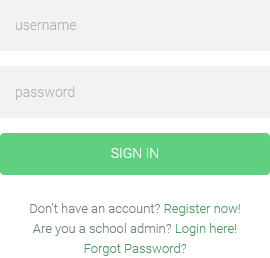 username
password
SIGN IN
Don't have an account? Register now!
Are you a school admin? Login here!
Forgot Password?